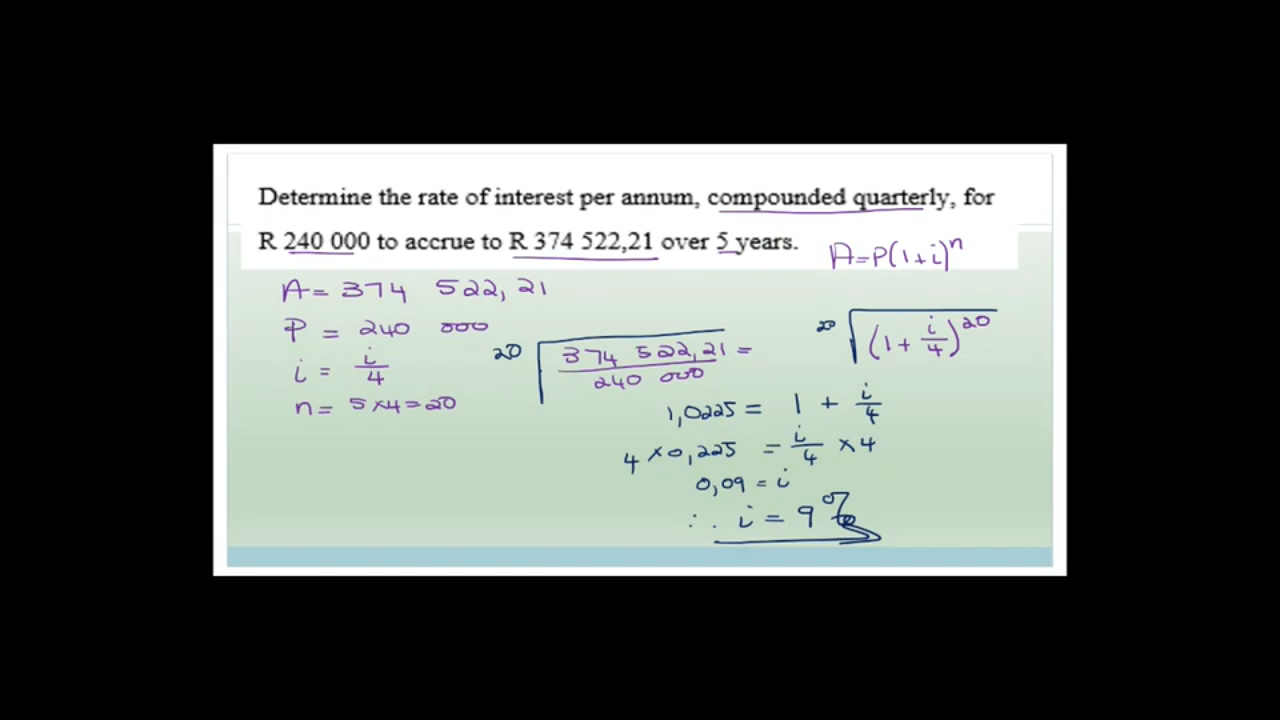 Determine the rate of interest per annum, compounded quarterly, for
R 240 000 to accrue to R 374 522,21 over 5 years.
A=P(1+i)^n
A= 374 522,21
P = 240 000
i = i/4
n= 5×4=20
20√(374 522,21/240 000) = 20√((1+ i/4)^20)
1,0225 = 1 + i/4
4 ×0,225 = i/4 ×4
0,09 = i
∴ i = 9%